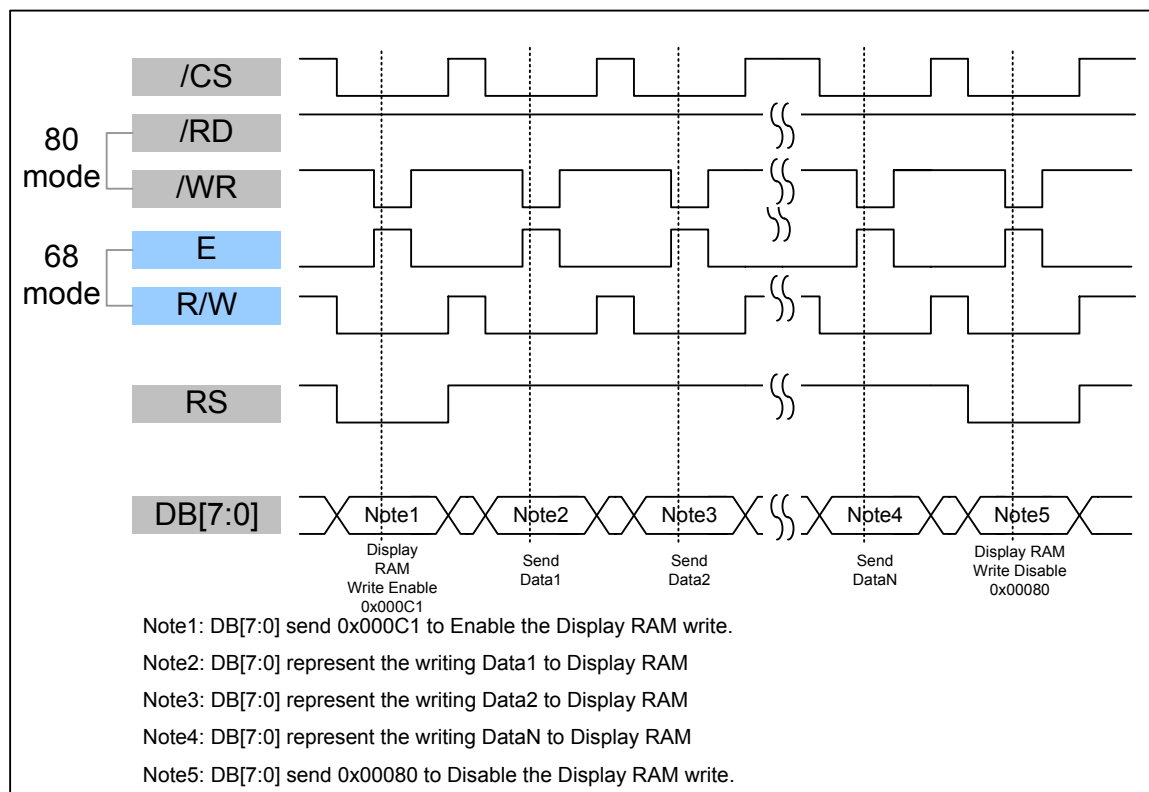 /CS
80
mode
/RD
/WR
68
mode
E
R/W
RS
DB[7:0]
Note1
Note2
Note3
Note4
Note5
Display
RAM
Write Enable
0x000C1
Send
Data1
Send
Data2
Send
DataN
Display RAM
Write Disable
0x00080
Note1: DB[7:0] send 0x000C1 to Enable the Display RAM write.
Note2: DB[7:0] represent the writing Data1 to Display RAM
Note3: DB[7:0] represent the writing Data2 to Display RAM
Note4: DB[7:0] represent the writing DataN to Display RAM
Note5: DB[7:0] send 0x00080 to Disable the Display RAM write.